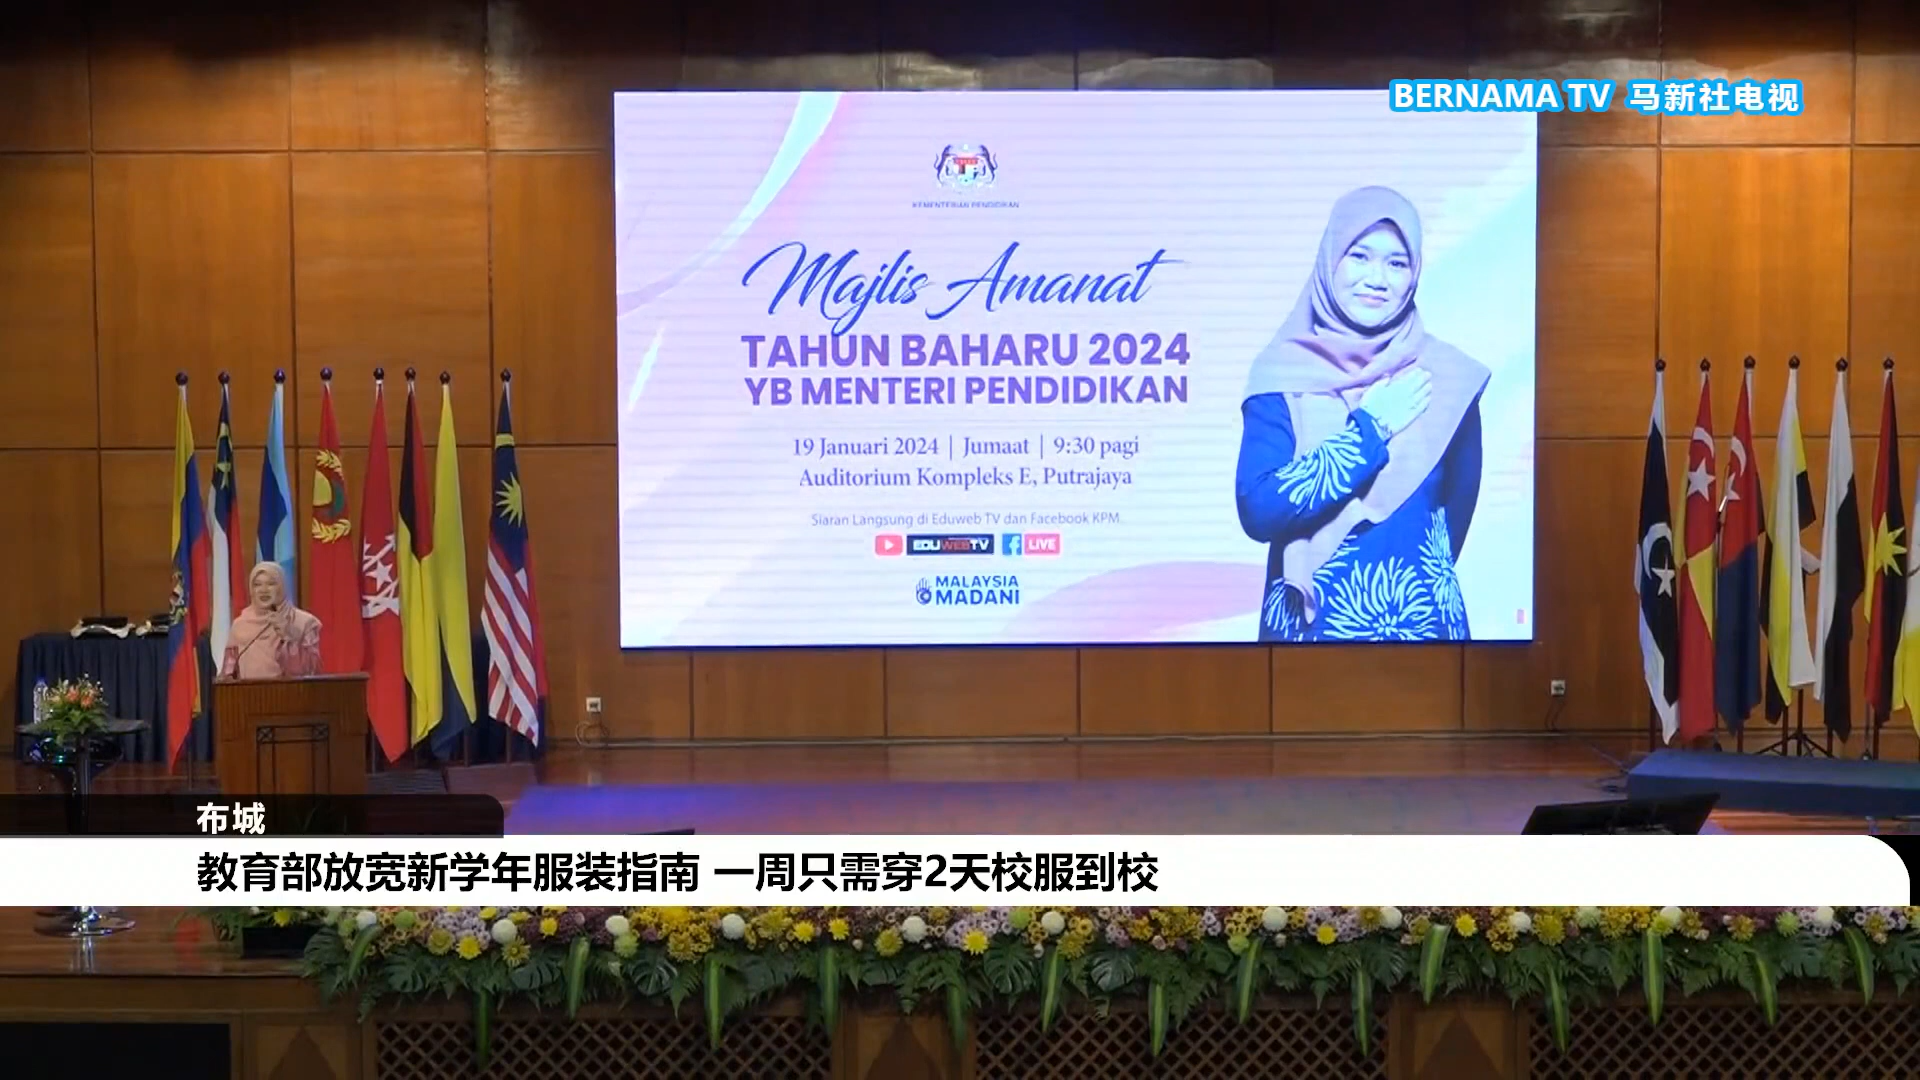 BERNAMA TV 马新社电视
KEMENTERIAN PENDIDIKAN
Majlis Amanat
TAHUN BAHARU 2024
YB MENTERI PENDIDIKAN
19 Januari 2024 | Jumaat | 9:30 pagi
Auditorium Kompleks E, Putrajaya
Siaran Langsung di Eduweb TV dan Facebook KPM
EDUWEBTV f LIVE
MALAYSIA
MADANI
布城
教育部放宽新学年服装指南 一周只需穿2天校服到校